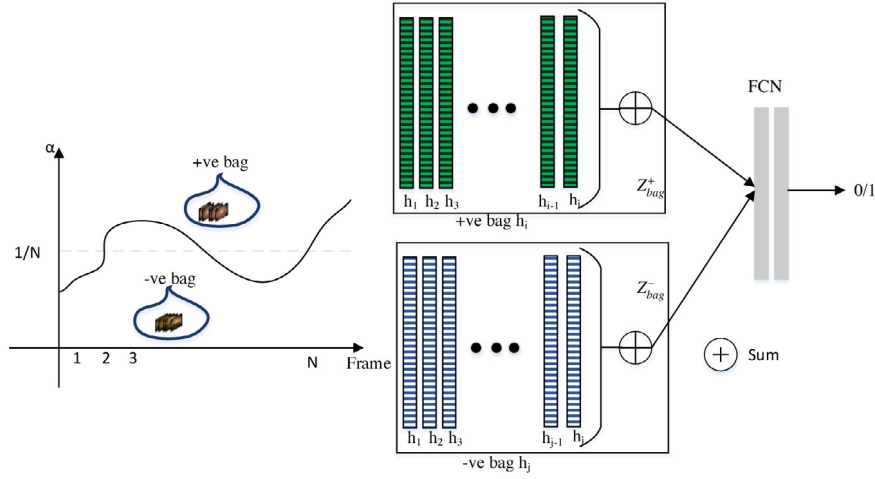 α
+ve bag
1/N
-ve bag
1 2 3 N Frame
h1 h2 h3 hi-1 hi
Z+bag
+ve bag hi
h1 h2 h3 hj-1 hj
Z-bag
-ve bag hj
FCN
0/1
Sum